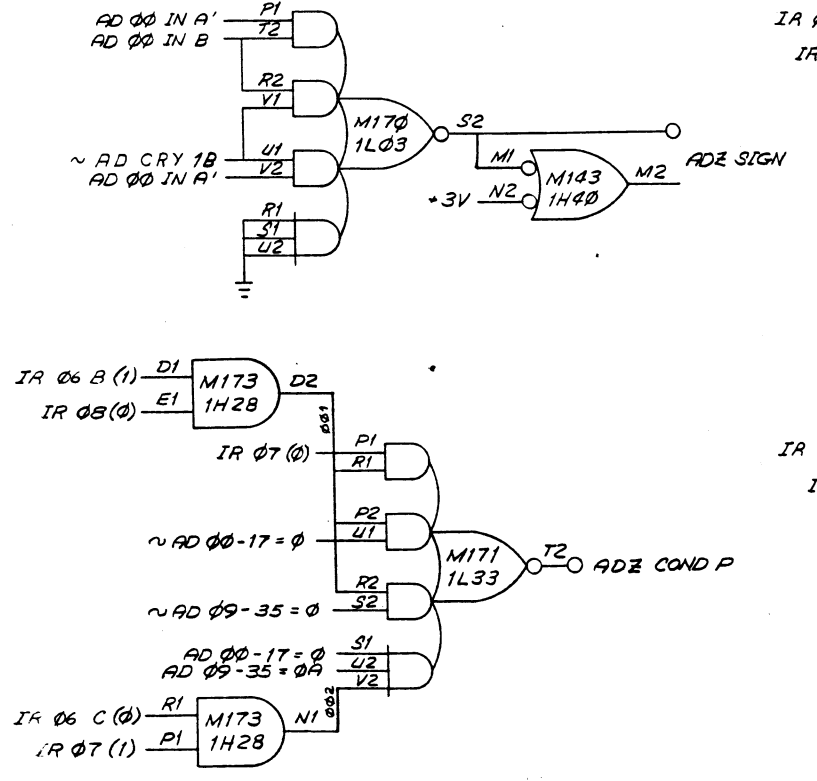 AD ØØ IN A' P1
AD ØØ IN B T2
R2
V1
~ AD CRY 1B U1
AD ØØ IN A' V2
R1
S1
U2
M17Ø
1LØ3
S2
M1
+3V N2
M143
1H4Ø
M2
ADZ SIGN
IR
IR
IR Ø6 B (1) D1
IR Ø8 (Ø) E1
M173
1H28
D2
ØØ1
IR Ø7 (Ø) P1
R1
P2
~ AD ØØ-17 = Ø U1
R2
~ AD Ø9-35 = Ø S2
AD ØØ-17 = Ø S1
AD Ø9-35 = ØA U2
V2
M171
1L33
T2
ADZ COND P
IR Ø6 C (Ø) R1
IR Ø7 (1) P1
M173
1H28
N1
ØØ2
IR